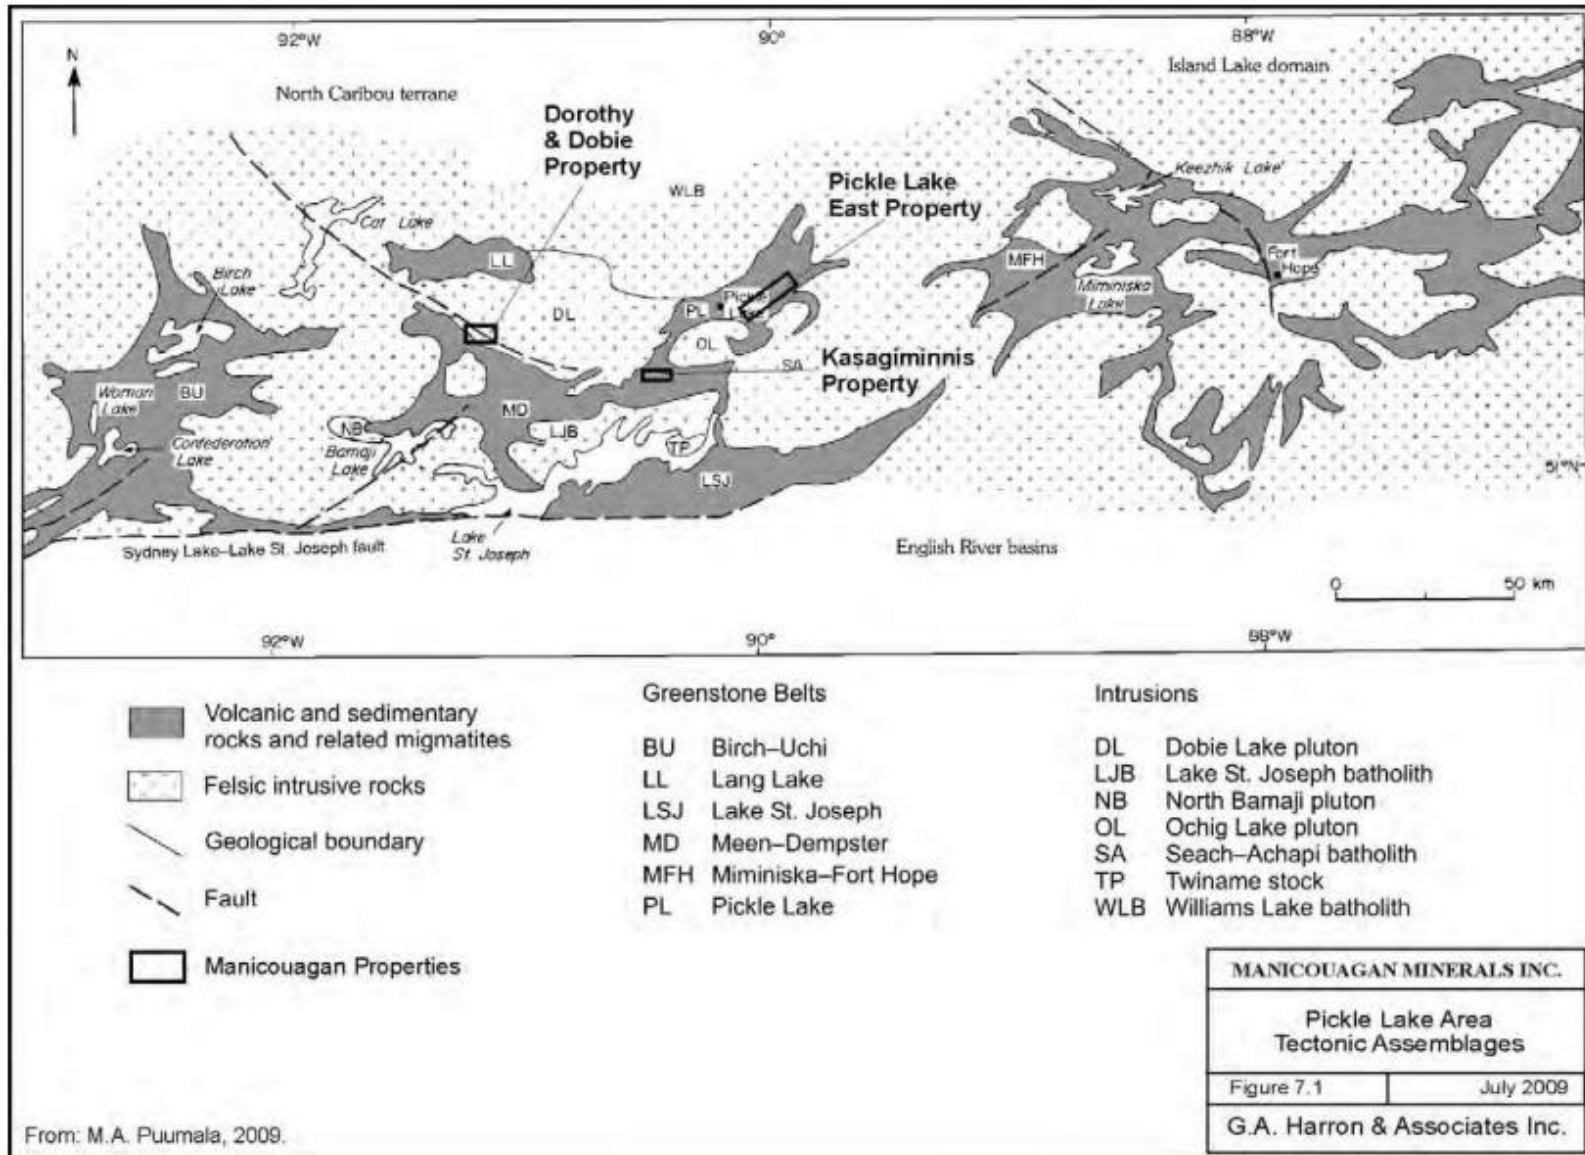 92°W
90°
88°W
N
Island Lake domain
North Caribou terrane
Dorothy
& Dobie
Property
WLB
Keezhik Lake
Pickle Lake
East Property
Cat Lake
LL
MFH
Fort
Hope
Birch
Lake
Miminiska
Lake
DL
PL
Pickle
Lake
OL
SA
Kasagiminnis
Property
Woman
Lake
BU
MD
NB
LJB
Bamaji
Lake
TP
Confederation
Lake
LSJ
51°N
Sydney Lake–Lake St. Joseph fault
Lake
St. Joseph
English River basins
0 50 km
92°W
90°
88°W
Volcanic and sedimentary
rocks and related migmatites
Felsic intrusive rocks
Geological boundary
Fault
Manicouagan Properties
Greenstone Belts
BU Birch–Uchi
LL Lang Lake
LSJ Lake St. Joseph
MD Meen–Dempster
MFH Miminiska–Fort Hope
PL Pickle Lake
Intrusions
DL Dobie Lake pluton
LJB Lake St. Joseph batholith
NB North Bamaji pluton
OL Ochig Lake pluton
SA Seach–Achapi batholith
TP Twiname stock
WLB Williams Lake batholith
MANICOUAGAN MINERALS INC.
Pickle Lake Area
Tectonic Assemblages
Figure 7.1 July 2009
G.A. Harron & Associates Inc.
From: M.A. Puumala, 2009.